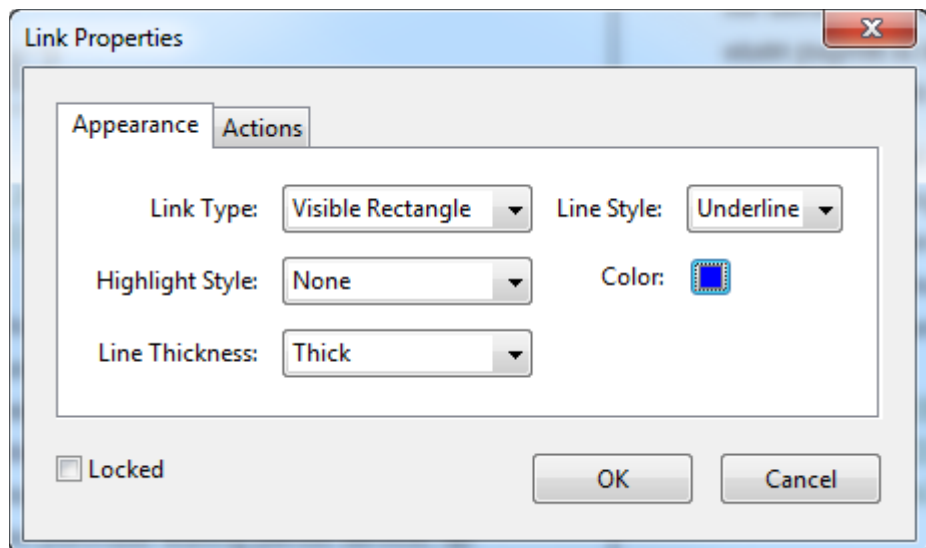 Link Properties
Appearance Actions
Link Type: Visible Rectangle Line Style: Underline
Highlight Style: None Color:
Line Thickness: Thick
Locked OK Cancel